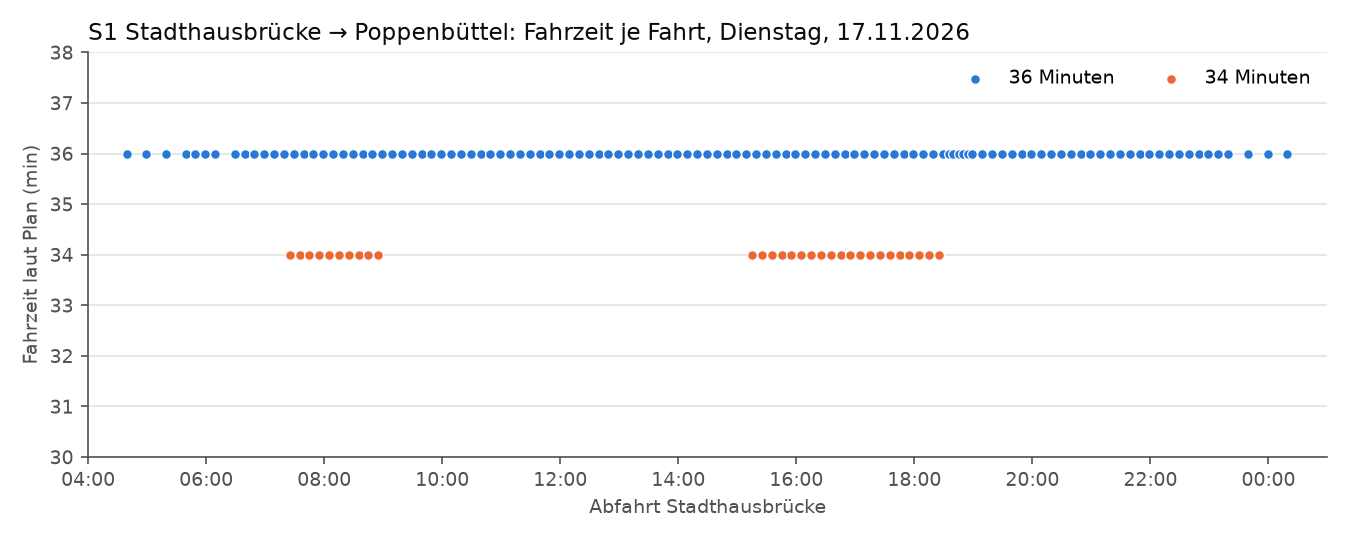 S1 Stadthausbrücke → Poppenbüttel: Fahrzeit je Fahrt, Dienstag, 17.11.2026
36 Minuten 34 Minuten
Fahrzeit laut Plan (min)
38
37
36
35
34
33
32
31
30
04:00 06:00 08:00 10:00 12:00 14:00 16:00 18:00 20:00 22:00 00:00
Abfahrt Stadthausbrücke